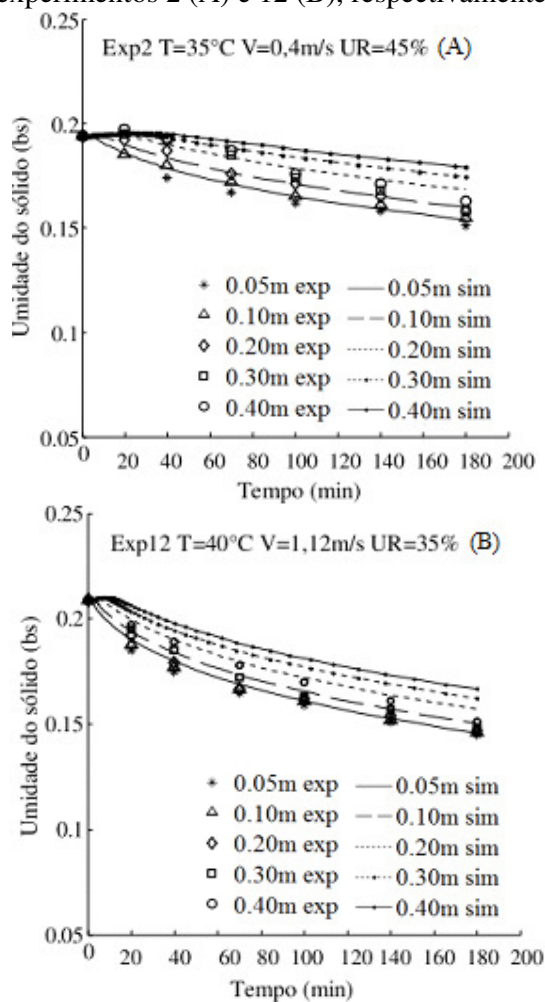 experimentos 2 (A) e 12 (B), respectivamente
0.25
Exp2 T=35°C V=0,4m/s UR=45% (A)
0.2
0.15
0.1
0.05
Umidade do sólido (bs)
0.05m exp 0.05m sim
0.10m exp 0.10m sim
0.20m exp 0.20m sim
0.30m exp 0.30m sim
0.40m exp 0.40m sim
0 20 40 60 80 100 120 140 160 180 200
Tempo (min)
0.25
Exp12 T=40°C V=1,12m/s UR=35% (B)
0.2
0.15
0.1
0.05
Umidade do sólido (bs)
0.05m exp 0.05m sim
0.10m exp 0.10m sim
0.20m exp 0.20m sim
0.30m exp 0.30m sim
0.40m exp 0.40m sim
0 20 40 60 80 100 120 140 160 180 200
Tempo (min)